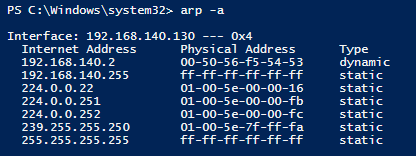 PS C:\Windows\system32> arp -a
Interface: 192.168.140.130 --- 0x4
Internet Address Physical Address Type
192.168.140.2 00-50-56-f5-54-53 dynamic
192.168.140.255 ff-ff-ff-ff-ff-ff static
224.0.0.22 01-00-5e-00-00-16 static
224.0.0.251 01-00-5e-00-00-fb static
224.0.0.252 01-00-5e-00-00-fc static
239.255.255.250 01-00-5e-7f-ff-fa static
255.255.255.255 ff-ff-ff-ff-ff-ff static